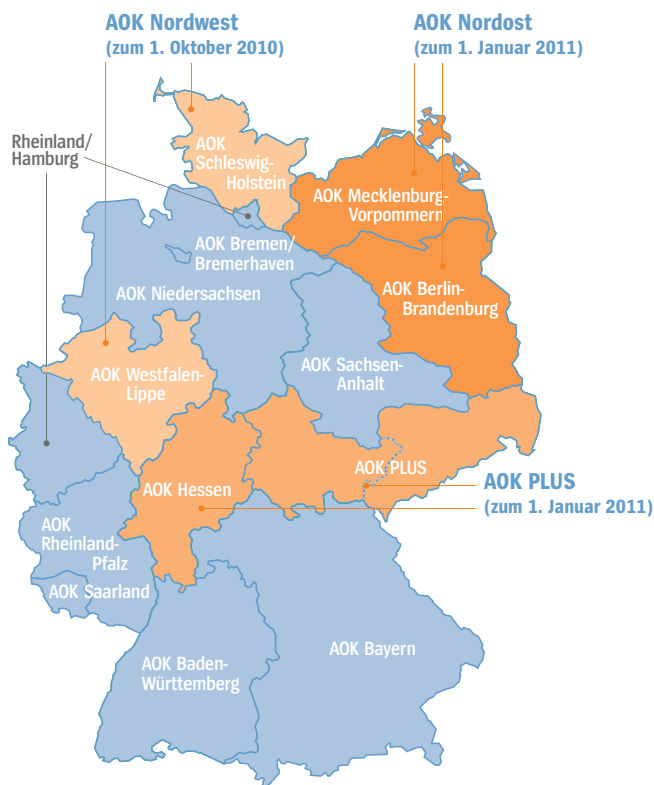 AOK Nordwest
(zum 1. Oktober 2010)
AOK Nordost
(zum 1. Januar 2011)
Rheinland/
Hamburg
AOK
Schleswig-
Holstein
AOK Mecklenburg-
Vorpommern
AOK Bremen/
Bremerhaven
AOK Niedersachsen
AOK Berlin-
Brandenburg
AOK Westfalen-
Lippe
AOK Sachsen-
Anhalt
AOK PLUS
AOK Hessen
AOK PLUS
(zum 1. Januar 2011)
AOK
Rheinland-
Pfalz
AOK Saarland
AOK Bayern
AOK Baden-
Württemberg